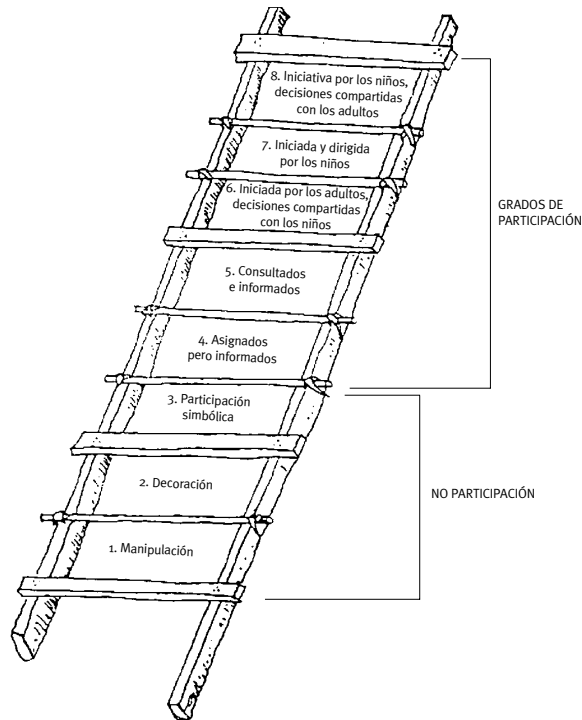 8. Iniciativa por los niños,
decisiones compartidas
con los adultos
7. Iniciada y dirigida
por los niños
6. Iniciada por los adultos,
decisiones compartidas
con los niños
5. Consultados
e informados
4. Asignados
pero informados
3. Participación
simbólica
2. Decoración
1. Manipulación
GRADOS DE
PARTICIPACIÓN
NO PARTICIPACIÓN